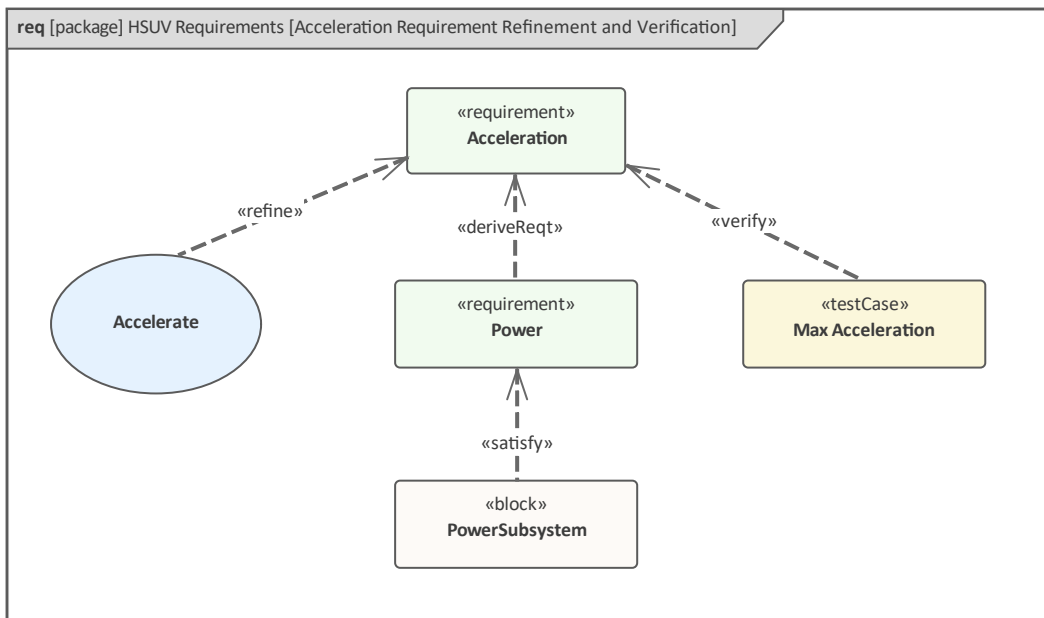 req [package] HSUV Requirements [Acceleration Requirement Refinement and Verification]
«requirement»
Acceleration
«refine»
«deriveReqt»
«verify»
Accelerate
«requirement»
Power
«testCase»
Max Acceleration
«satisfy»
«block»
PowerSubsystem